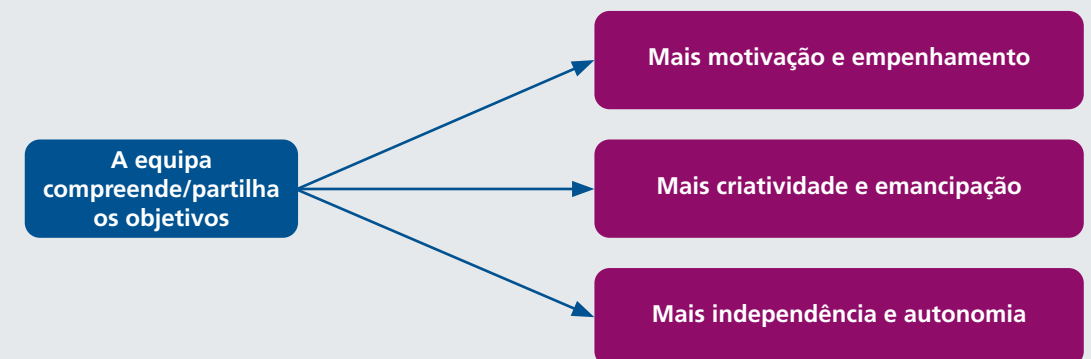 Mais motivação e empenhamento
A equipa
compreende/partilha
os objetivos
Mais criatividade e emancipação
Mais independência e autonomia